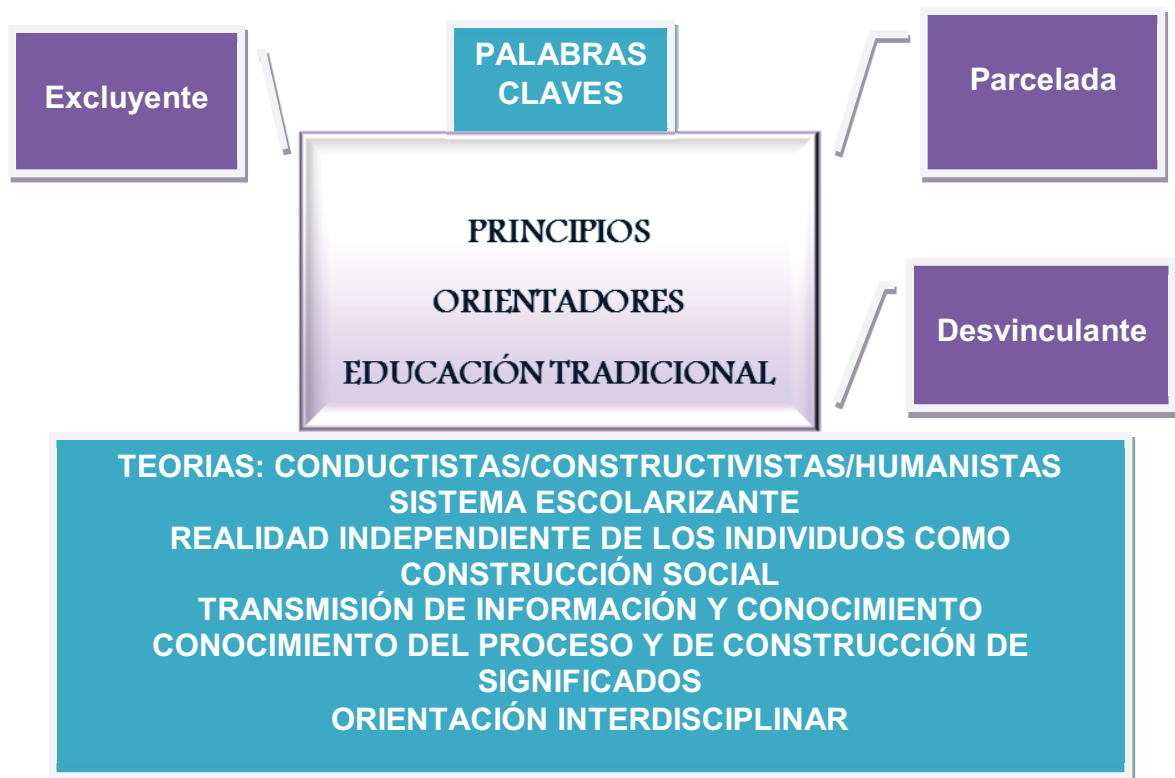 Excluyente
PALABRAS
CLAVES
Parcelada
PRINCIPIOS
ORIENTADORES
EDUCACIÓN TRADICIONAL
Desvinculante
TEORIAS: CONDUCTISTAS/CONSTRUCTIVISTAS/HUMANISTAS
SISTEMA ESCOLARIZANTE
REALIDAD INDEPENDIENTE DE LOS INDIVIDUOS COMO
CONSTRUCCIÓN SOCIAL
TRANSMISIÓN DE INFORMACIÓN Y CONOCIMIENTO
CONOCIMIENTO DEL PROCESO Y DE CONSTRUCCIÓN DE
SIGNIFICADOS
ORIENTACIÓN INTERDISCIPLINAR